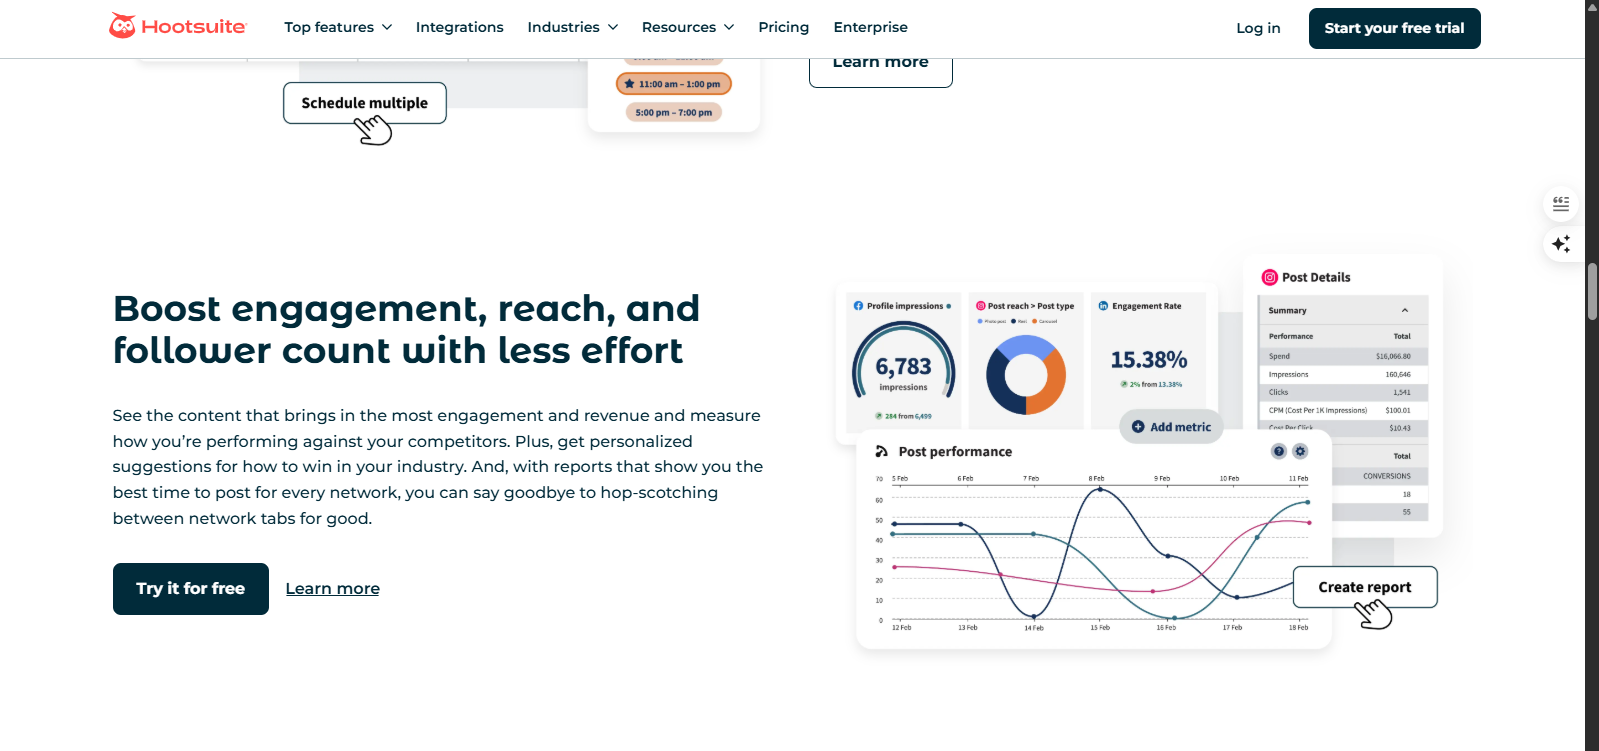 Hootsuite
Top features
Integrations
Industries
Resources
Pricing
Enterprise
Log in
Start your free trial
Learn more
11:00 am – 1:00 pm
5:00 pm – 7:00 pm
Schedule multiple
Boost engagement, reach, and
follower count with less effort
See the content that brings in the most engagement and revenue and measure
how you’re performing against your competitors. Plus, get personalized
suggestions for how to win in your industry. And, with reports that show you the
best time to post for every network, you can say goodbye to hop-scotching
between network tabs for good.
Try it for free
Learn more
Profile impressions
6,783
impressions
284 from 6,499
Post reach > Post type
Photo post
Reel
Carousel
Engagement Rate
15.38%
2% from 13.38%
Add metric
Post Details
Summary
Performance Total
Spend $16,066.80
Impressions 160,646
Clicks 1,541
CPM (Cost Per 1K Impressions) $100.01
Cost Per Click $10.43
Total
CONVERSIONS
18
55
Post performance
5 Feb 6 Feb 7 Feb 8 Feb 9 Feb 10 Feb 11 Feb
70
60
50
40
30
20
10
0
12 Feb 13 Feb 14 Feb 15 Feb 16 Feb 17 Feb 18 Feb
Create report